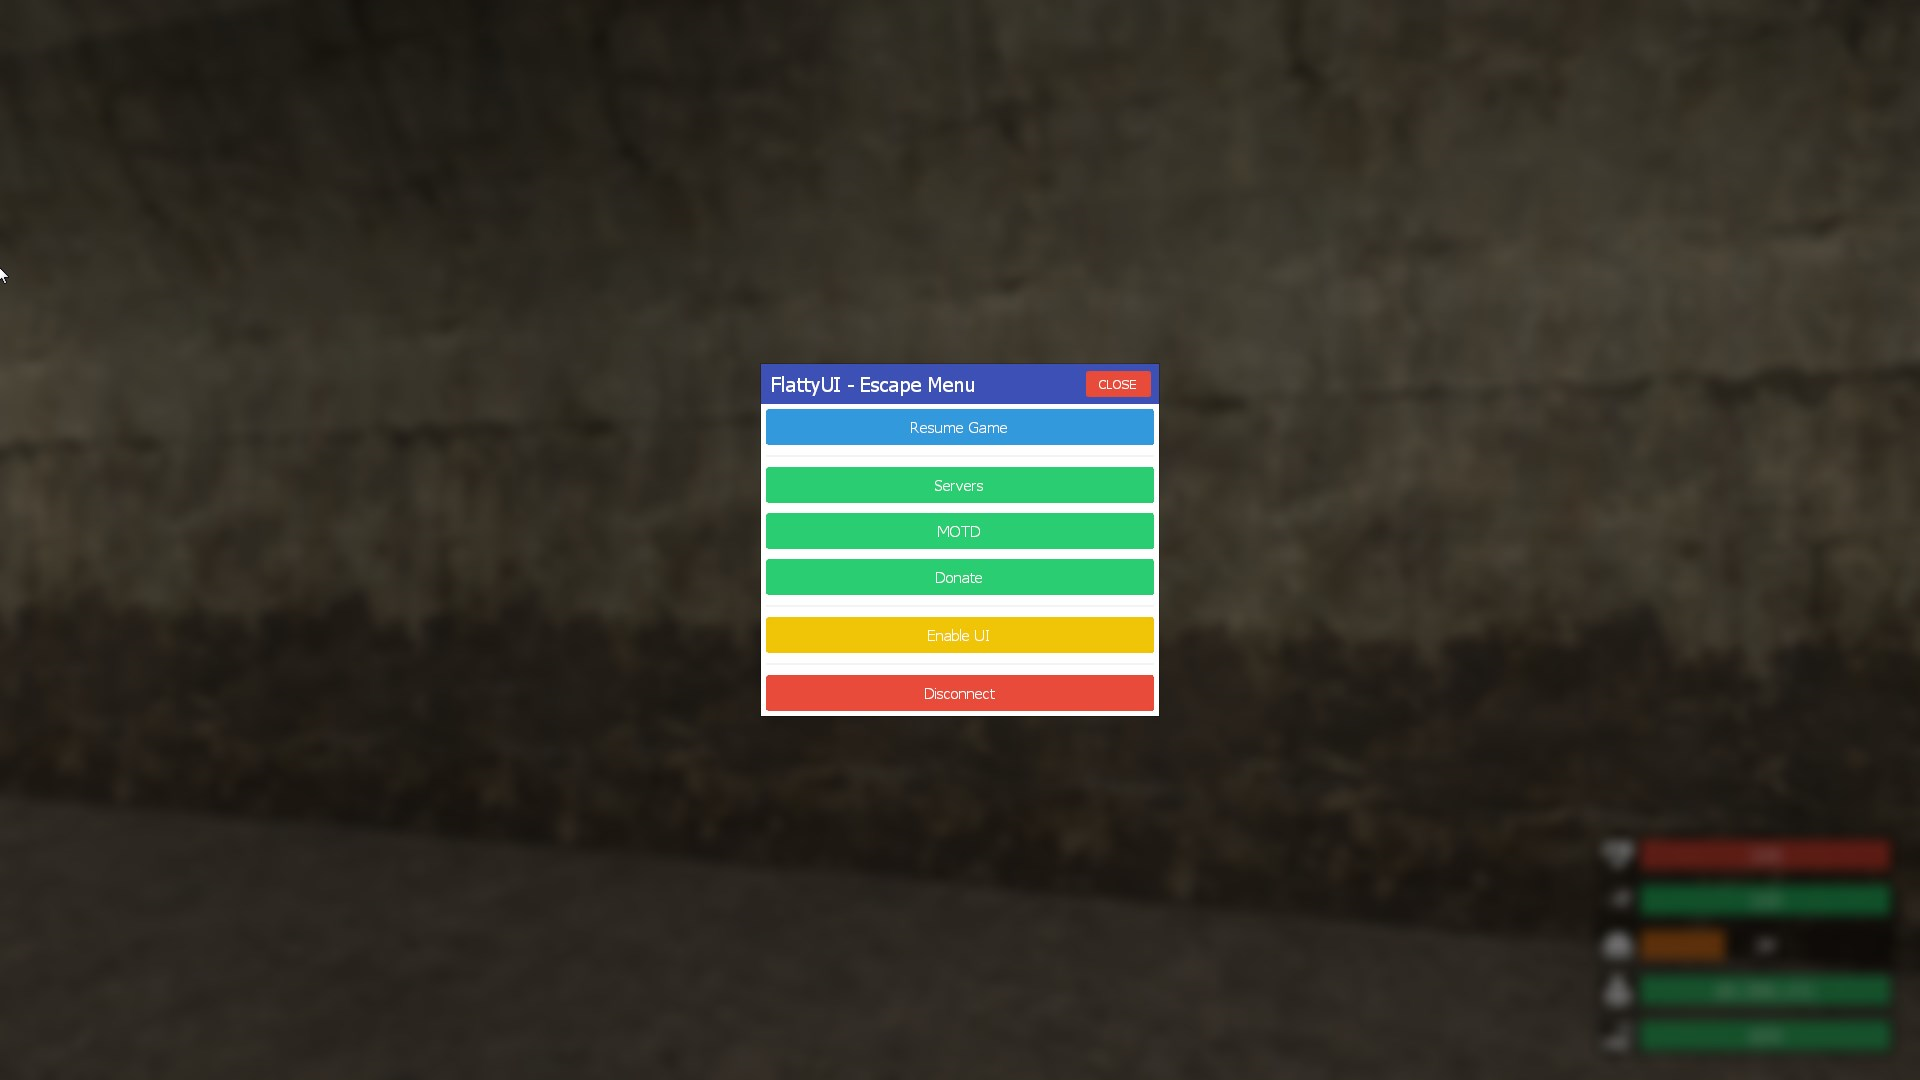 FlattyUI - Escape Menu
CLOSE
Resume Game
Servers
MOTD
Donate
Enable UI
Disconnect